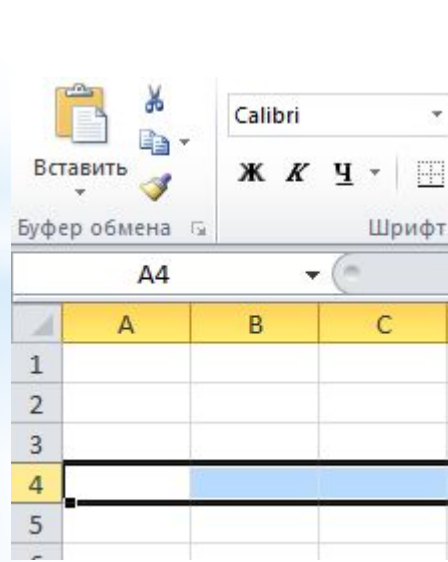 Calibri
Вставить
Ж К Ч
Буфер обмена
Шрифт
A4
A B C
1
2
3
4
5